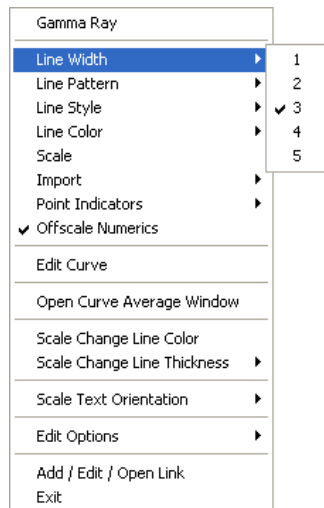 Gamma Ray
Line Width
Line Pattern
Line Style
Line Color
Scale
Import
Point Indicators
Offscale Numerics
Edit Curve
Open Curve Average Window
Scale Change Line Color
Scale Change Line Thickness
Scale Text Orientation
Edit Options
Add / Edit / Open Link
Exit
1
2
3
4
5